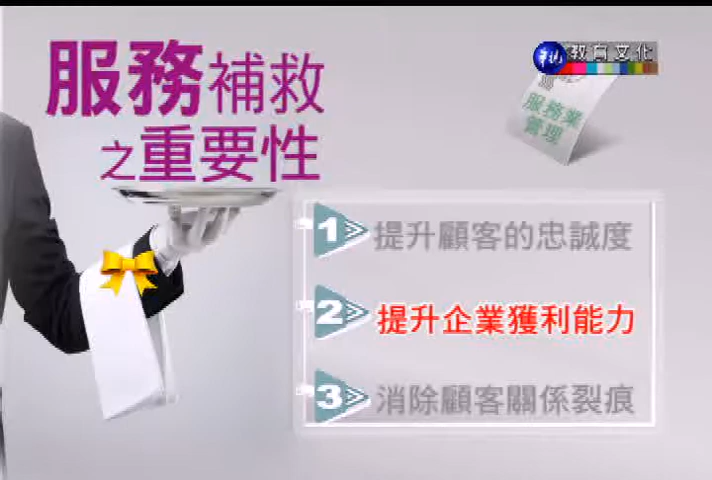 服務補救
之重要性
教育文化
服務業
管理
1 提升顧客的忠誠度
2 提升企業獲利能力
3 消除顧客關係裂痕